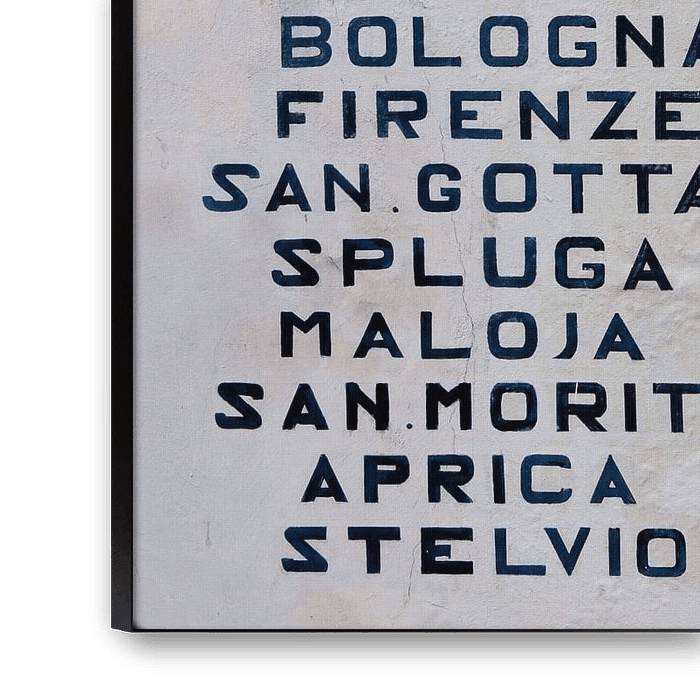 BOLOGNA
FIRENZE
SAN.GOTTA
SPLUGA
MALOJA
SAN.MORIT
APRICA
STELVIO